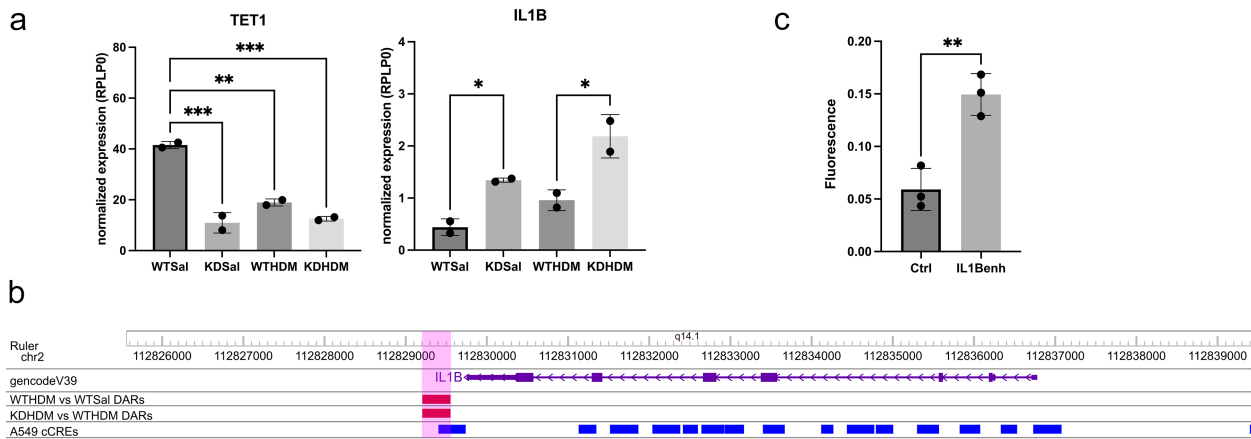 a
TET1
normalized expression (RPLP0)
80
60
40
20
0
***
**
***
WTSal KDSal WTHDM KDHDM
IL1B
normalized expression (RPLP0)
4
3
2
1
0
* *
WTSal KDSal WTHDM KDHDM
c
Fluorescence
0.20
0.15
0.10
0.05
0.00
**
Ctrl IL1Benh
b
Ruler
chr2
q14.1
112826000 112827000 112828000 112829000 112830000 112831000 112832000 112833000 112834000 112835000 112836000 112837000 112838000 112839000
gencodeV39
IL1B
WTHDM vs WTSal DARs
KDHDM vs WTHDM DARs
A549 cCREs